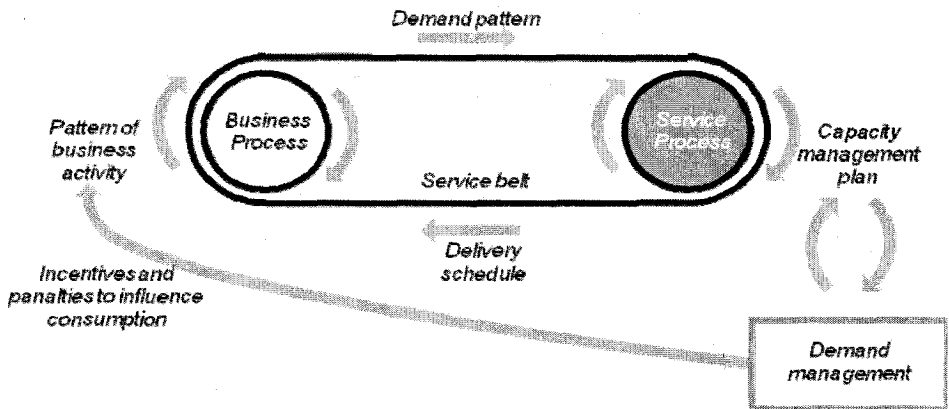 Demand pattern
Business
Process
Service
Process
Pattern of
business
activity
Capacity
management
plan
Service belt
Delivery
schedule
Incentives and
panalties to influence
consumption
Demand
management